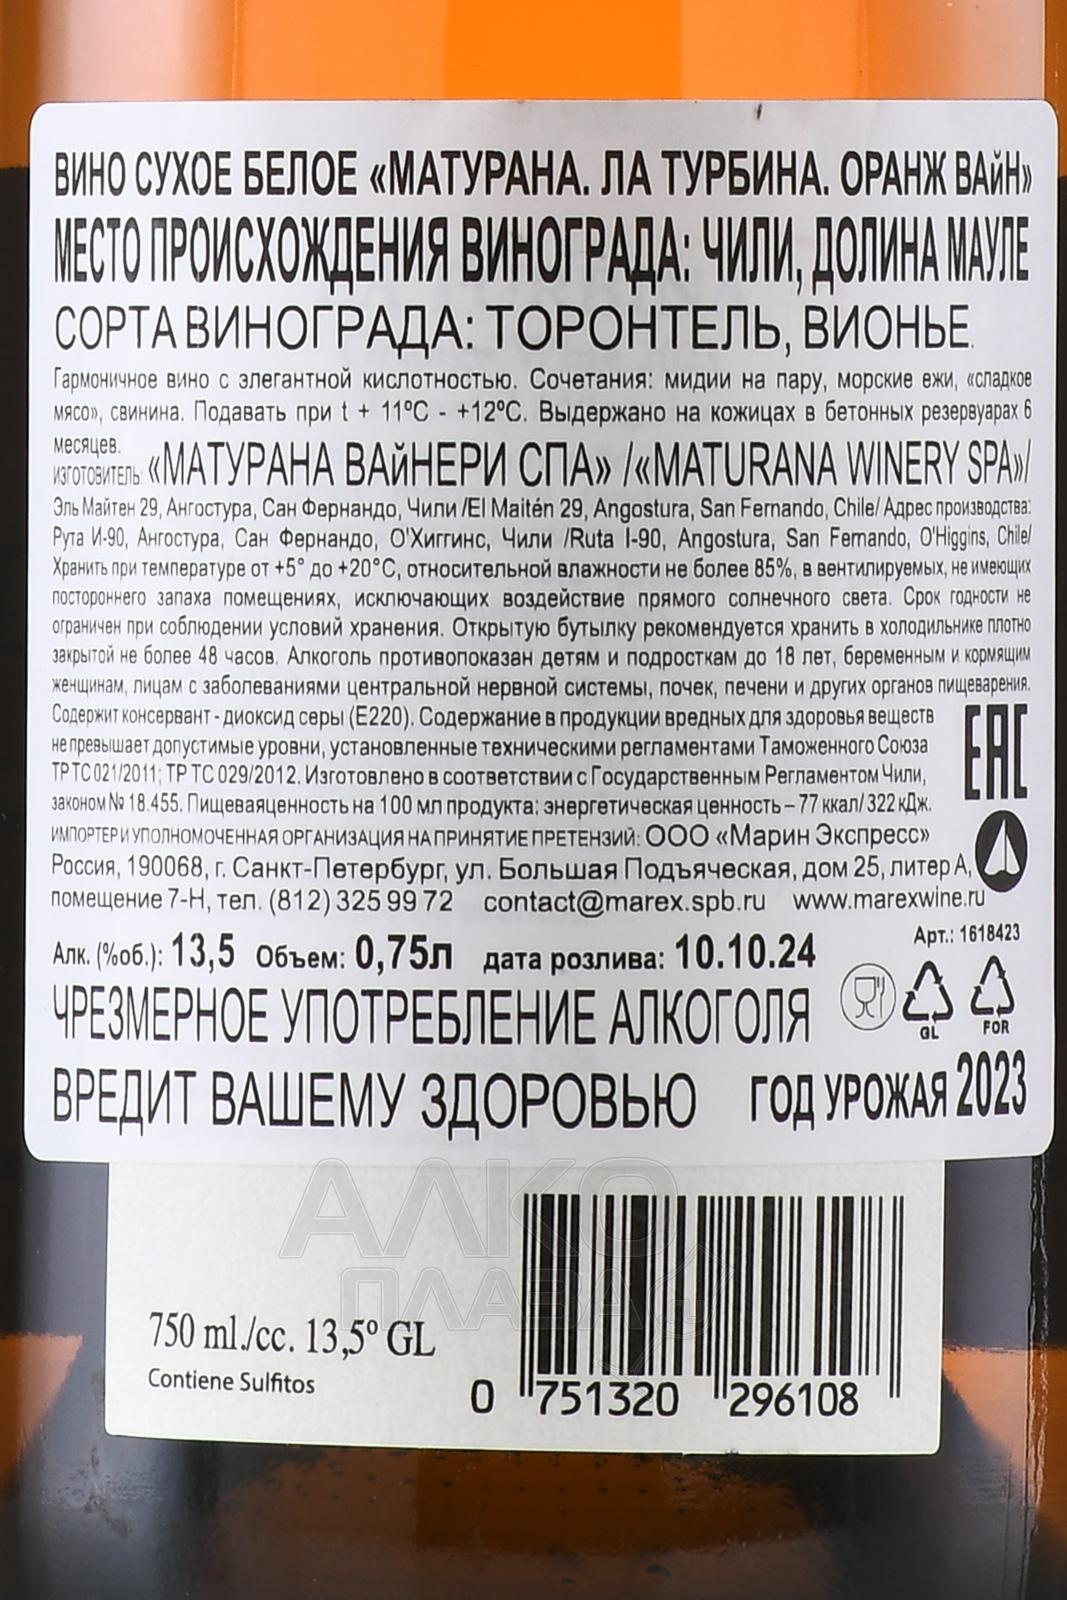 ВИНО СУХОЕ БЕЛОЕ «МАТУРАНА. ЛА ТУРБИНА. ОРАНЖ ВАйН»
МЕСТО ПРОИСХОЖДЕНИЯ ВИНОГРАДА: ЧИЛИ, ДОЛИНА МАУЛЕ
СОРТА ВИНОГРАДА: ТОРОНТЕЛЬ, ВИОНЬЕ.
Гармоничное вино с элегантной кислотностью. Сочетания: мидии на пару, морские ежи, «сладкое
мясо», свинина. Подавать при t + 11ºC - +12ºC. Выдержано на кожицах в бетонных резервуарах 6
месяцев.
ИЗГОТОВИТЕЛЬ: «МАТУРАНА ВАйНЕРИ СПА» /«MATURANA WINERY SPA»/
Эль Майтен 29, Ангостура, Сан Фернандо, Чили /El Maitén 29, Angostura, San Fernando, Chile/ Адрес производства:
Рута И-90, Ангостура, Сан Фернандо, О'Хиггинс, Чили /Ruta I-90, Angostura, San Fernando, O'Higgins, Chile/
Хранить при температуре от +5° до +20°С, относительной влажности не более 85%, в вентилируемых, не имеющих
постороннего запаха помещениях, исключающих воздействие прямого солнечного света. Срок годности не
ограничен при соблюдении условий хранения. Открытую бутылку рекомендуется хранить в холодильнике плотно
закрытой не более 48 часов. Алкоголь противопоказан детям и подросткам до 18 лет, беременным и кормящим
женщинам, лицам с заболеваниями центральной нервной системы, почек, печени и других органов пищеварения.
Содержит консервант - диоксид серы (Е220). Содержание в продукции вредных для здоровья веществ
не превышает допустимые уровни, установленные техническими регламентами Таможенного Союза
ТР ТС 021/2011; ТР ТС 029/2012. Изготовлено в соответствии с Государственным Регламентом Чили,
законом № 18.455. Пищевая ценность на 100 мл продукта: энергетическая ценность – 77 ккал/ 322 кДж.
EAC
ИМПОРТЕР И УПОЛНОМОЧЕННАЯ ОРГАНИЗАЦИЯ НА ПРИНЯТИЕ ПРЕТЕНЗИЙ: ООО «Марин Экспресс»
Россия, 190068, г. Санкт-Петербург, ул. Большая Подъяческая, дом 25, литер А,
помещение 7-Н, тел. (812) 325 99 72 contact@marex.spb.ru www.marexwine.ru
Арт.: 1618423
Алк. (%об.): 13,5 Объем: 0,75л дата розлива: 10.10.24
GL FOR
ЧРЕЗМЕРНОЕ УПОТРЕБЛЕНИЕ АЛКОГОЛЯ
ВРЕДИТ ВАШЕМУ ЗДОРОВЬЮ ГОД УРОЖАЯ 2023
АЛКО
ПЛАЗА.ru
750 ml./cc. 13,5º GL
Contiene Sulfitos
0 751320 296108